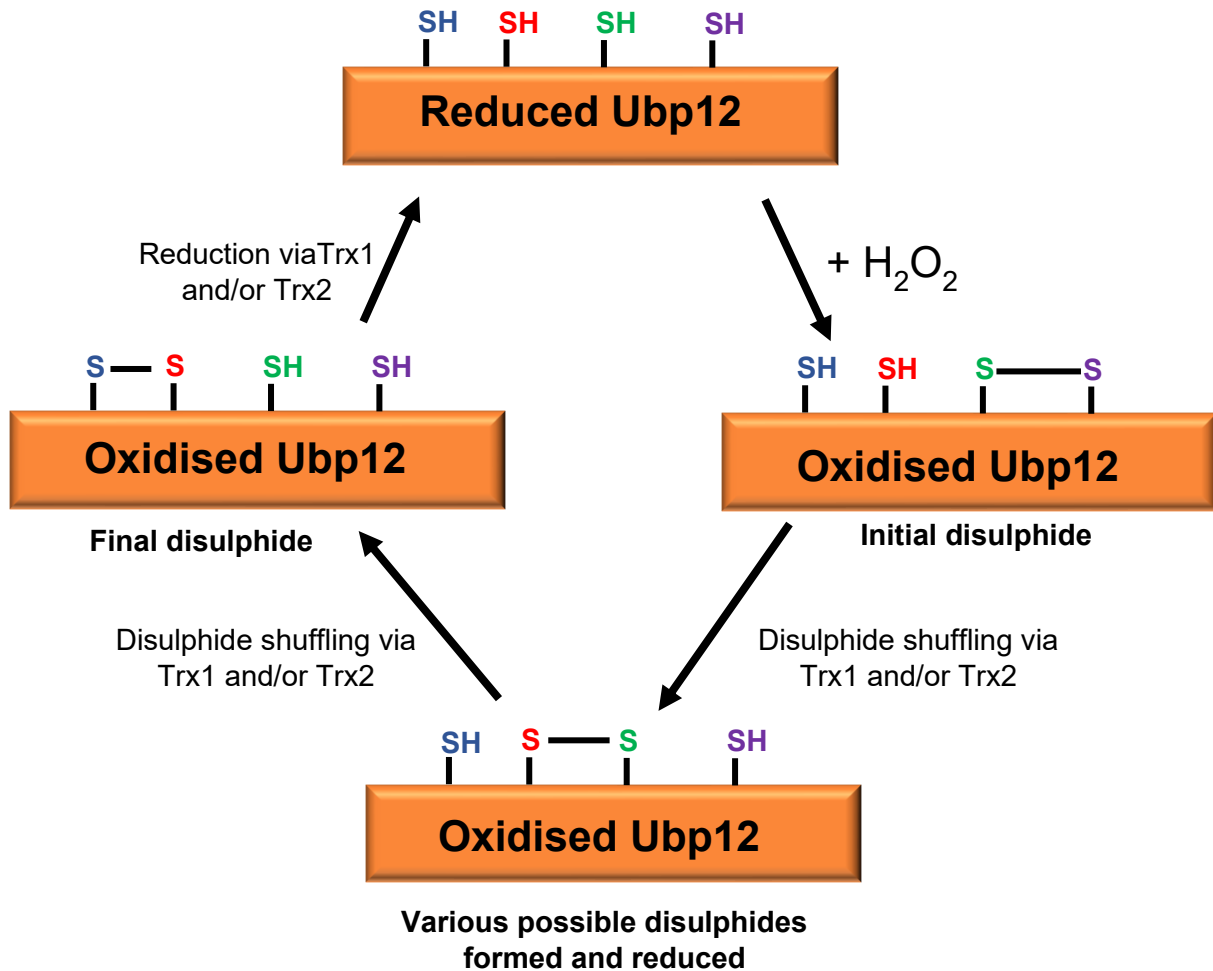 SH SH SH SH
Reduced Ubp12
Reduction viaTrx1
and/or Trx2
+ H₂O₂
S S SH SH
Oxidised Ubp12
Final disulphide
SH SH S S
Oxidised Ubp12
Initial disulphide
Disulphide shuffling via
Trx1 and/or Trx2
Disulphide shuffling via
Trx1 and/or Trx2
SH S S SH
Oxidised Ubp12
Various possible disulphides
formed and reduced